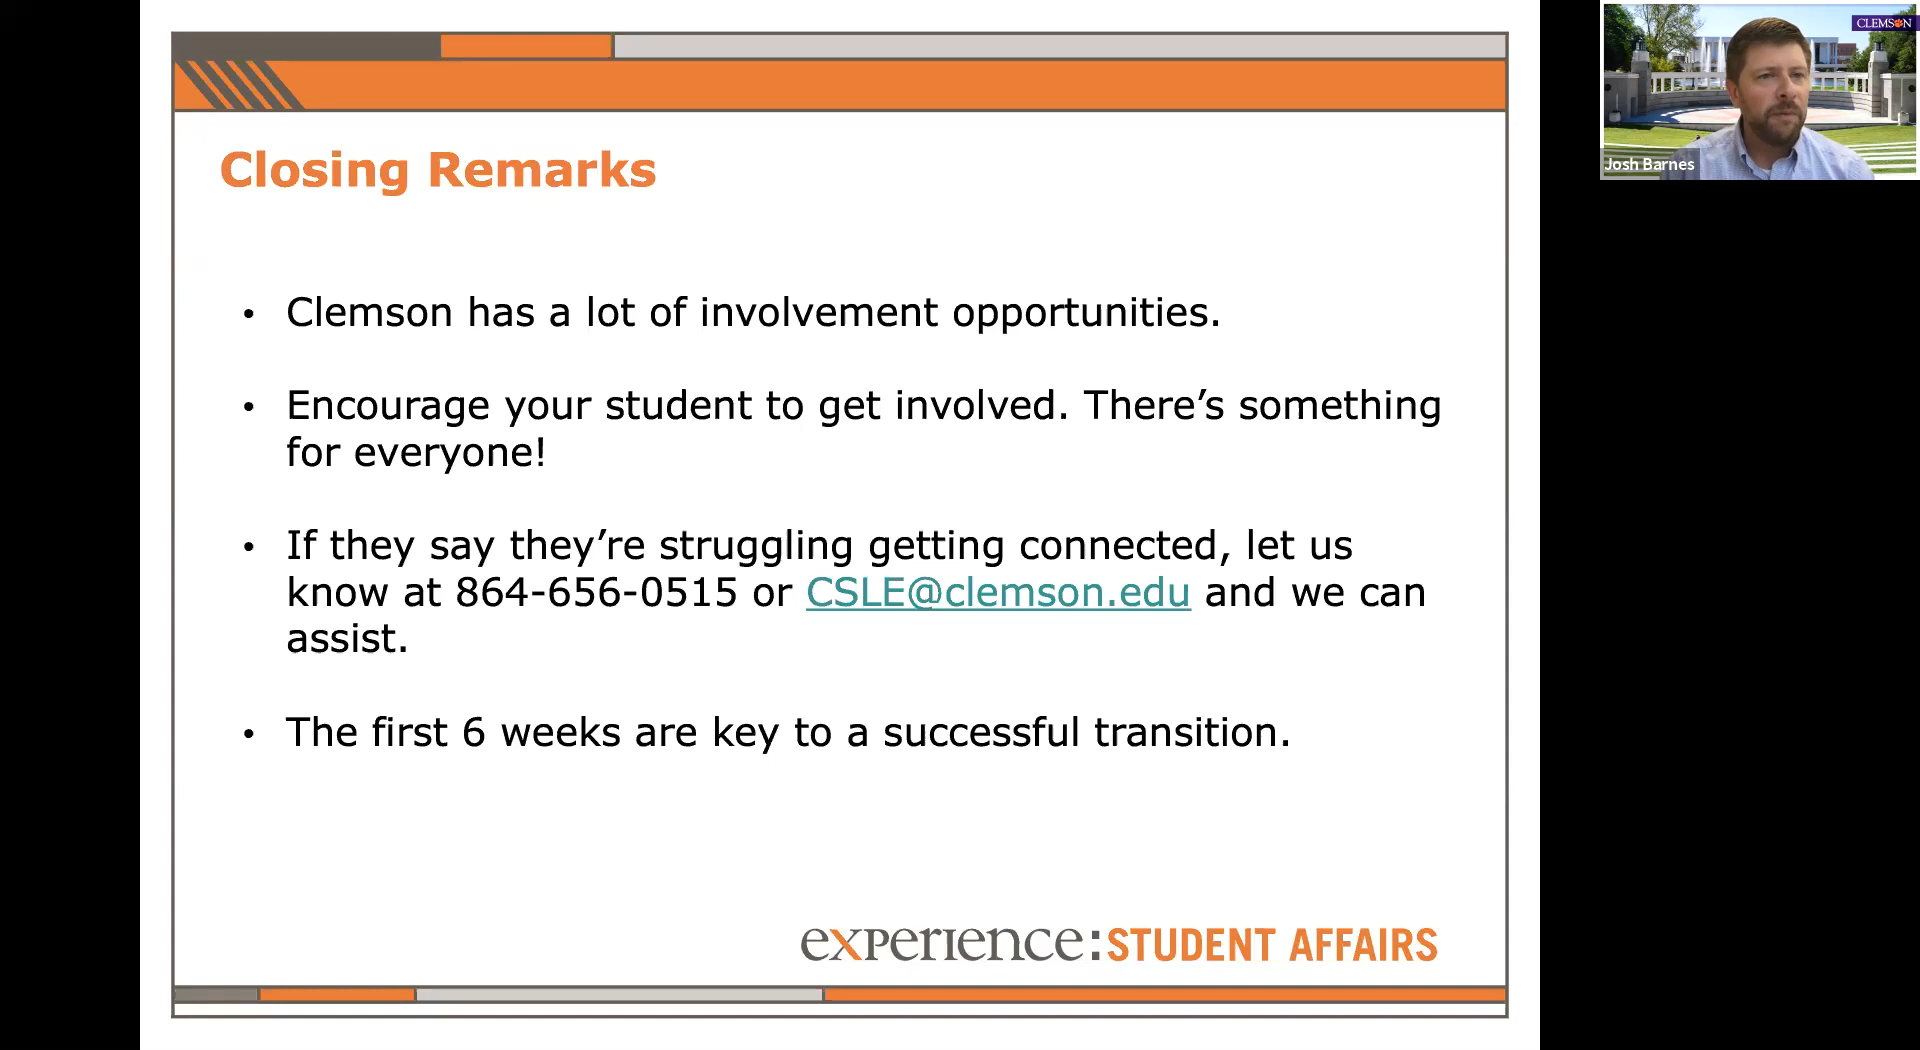 Closing Remarks
• Clemson has a lot of involvement opportunities.
• Encourage your student to get involved. There’s something
for everyone!
• If they say they’re struggling getting connected, let us
know at 864-656-0515 or CSLE@clemson.edu and we can
assist.
• The first 6 weeks are key to a successful transition.
experience:STUDENT AFFAIRS
CLEMSON
Josh Barnes